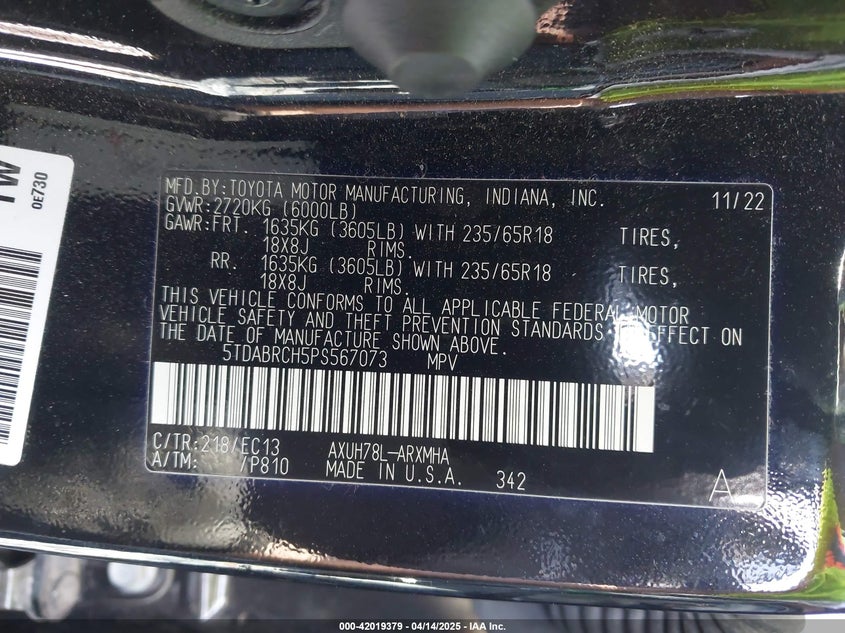 1W
0E730
MFD.BY:TOYOTA MOTOR MANUFACTURING, INDIANA, INC. 11/22
GVWR:2720KG (6000LB)
GAWR:FRT. 1635KG (3605LB) WITH 235/65R18 TIRES,
18X8J RIMS.
RR. 1635KG (3605LB) WITH 235/65R18 TIRES,
18X8J RIMS.
THIS VEHICLE CONFORMS TO ALL APPLICABLE FEDERAL MOTOR
VEHICLE SAFETY AND THEFT PREVENTION STANDARDS IN EFFECT ON
THE DATE OF MANUFACTURE SHOWN ABOVE.
5TDABRCH5PS567073 MPV
C/TR:218/EC13 AXUH78L-ARXMHA
A/TM: /P810 MADE IN U.S.A. 342 A
000-42019379 - 04/14/2025 - IAA Inc.